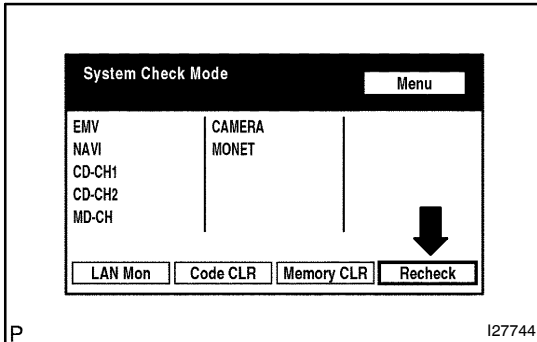 System Check Mode
Menu
EMV
NAVI
CD-CH1
CD-CH2
MD-CH
CAMERA
MONET
LAN Mon
Code CLR
Memory CLR
Recheck
P
I27744